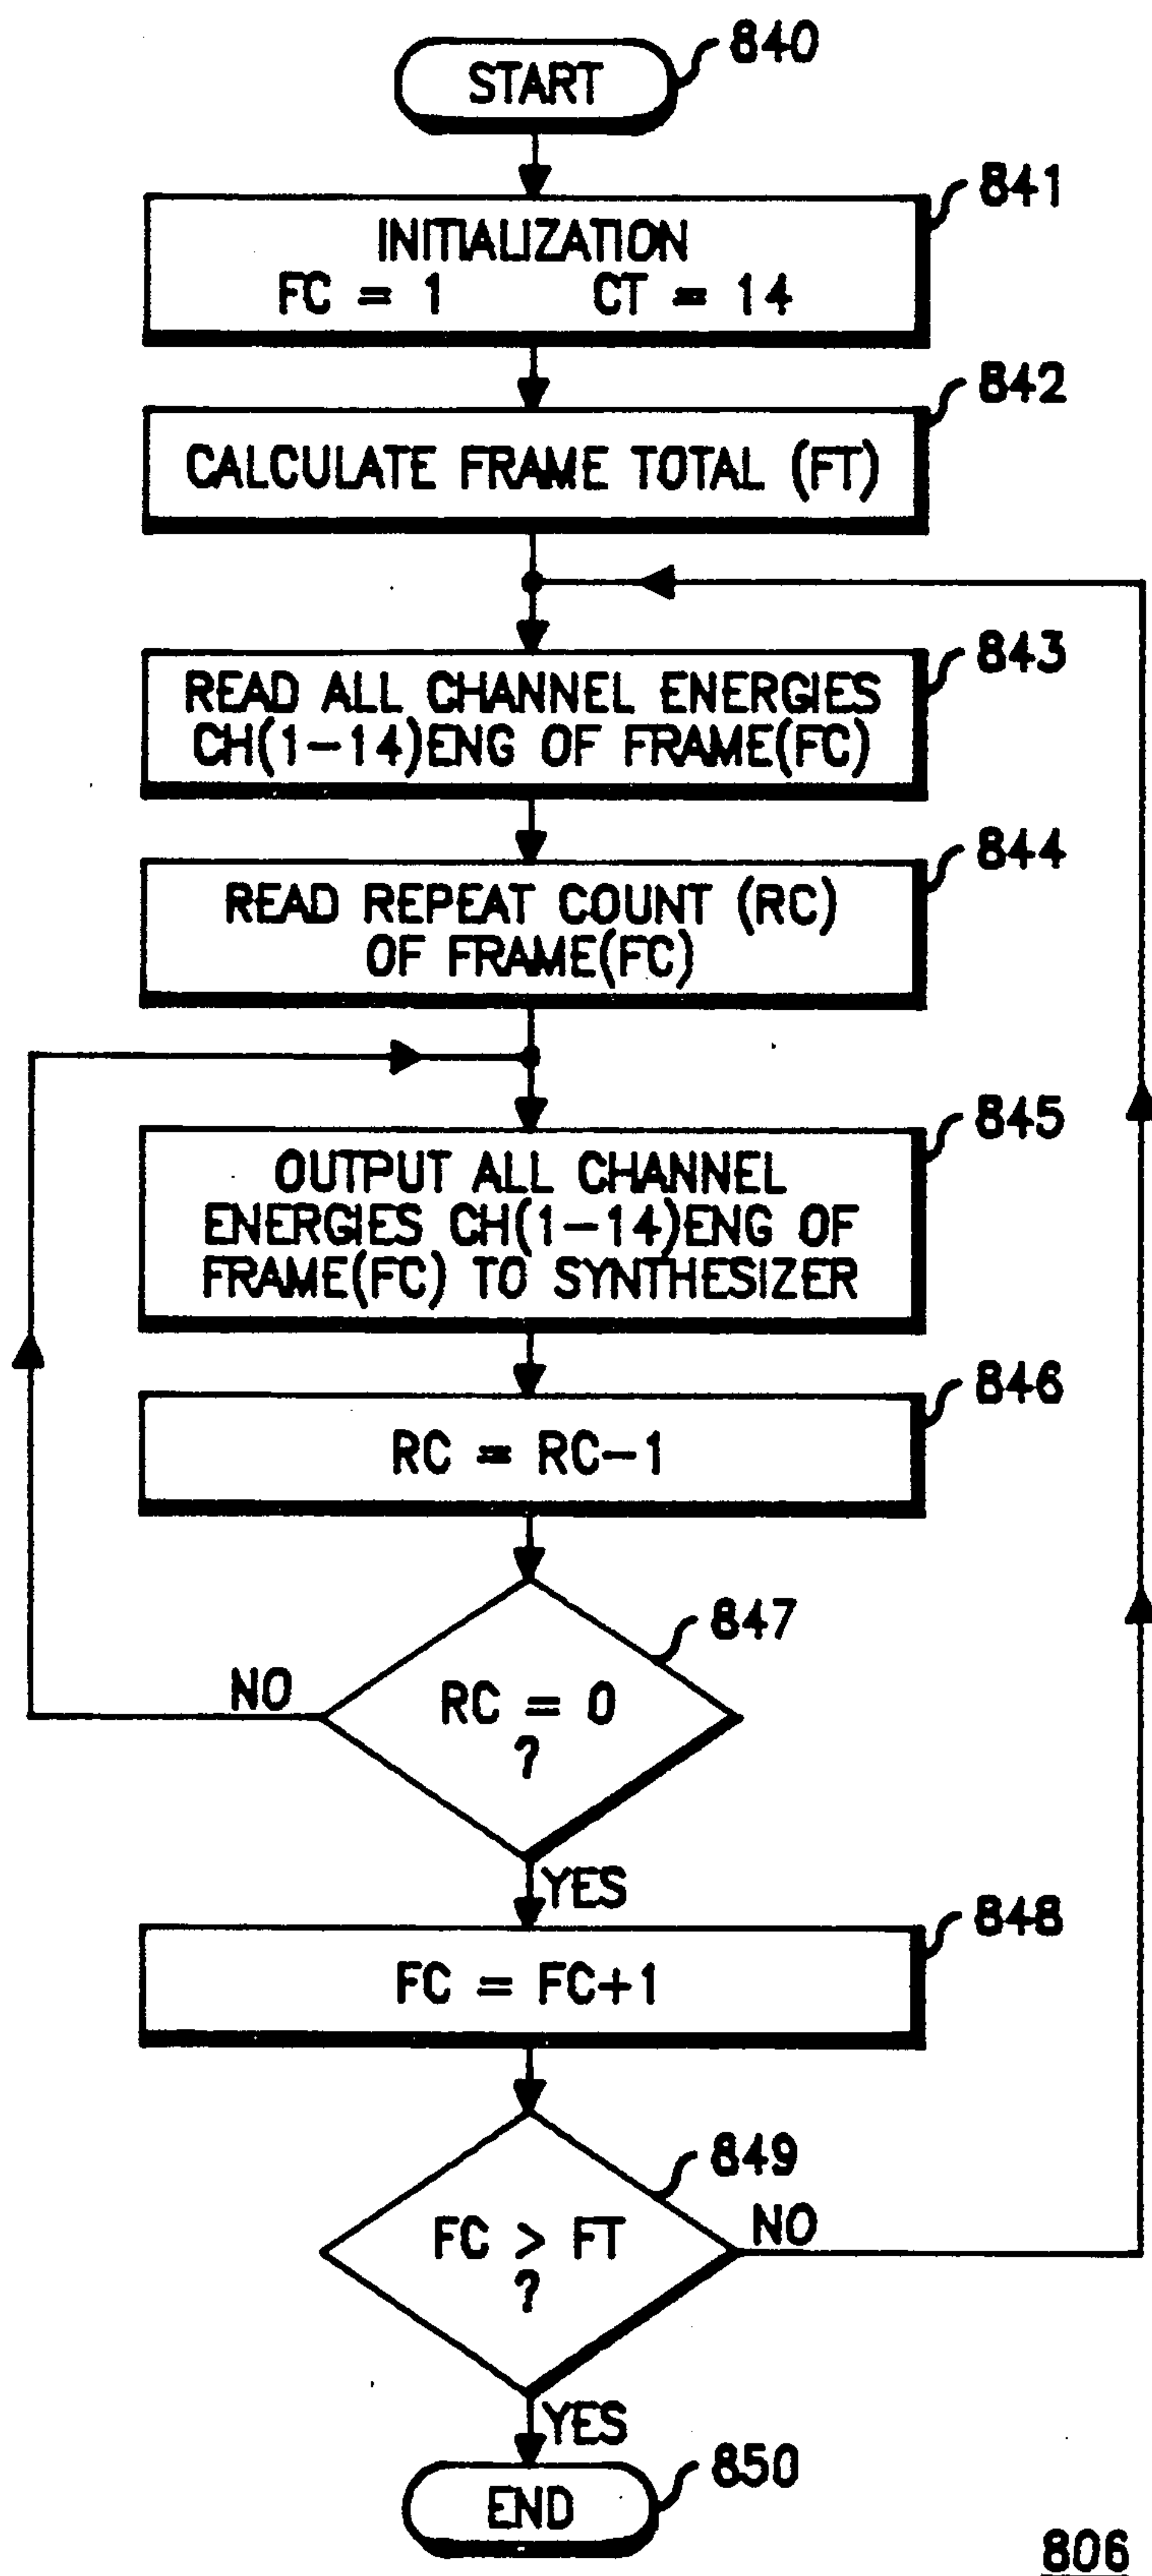 START
840
841
INITIALIZATION
FC = 1 CT = 14
842
CALCULATE FRAME TOTAL (FT)
843
READ ALL CHANNEL ENERGIES
CH(1-14)ENG OF FRAME(FC)
844
READ REPEAT COUNT (RC)
OF FRAME(FC)
845
OUTPUT ALL CHANNEL
ENERGIES CH(1-14)ENG OF
FRAME(FC) TO SYNTHESIZER
846
RC = RC-1
847
NO
RC = 0
?
YES
848
FC = FC+1
849
FC > FT
?
NO
YES
850
END
806